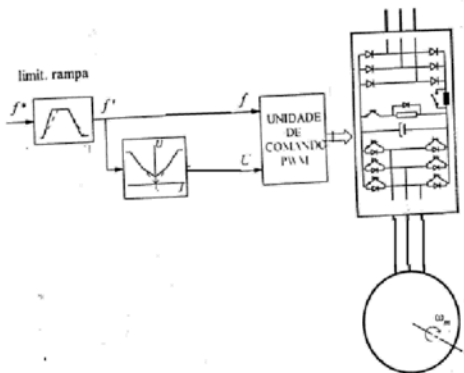 limit. rampa
f*
f'
f
UNIDADE
DE
COMANDO
PWM
U
f
U
ω